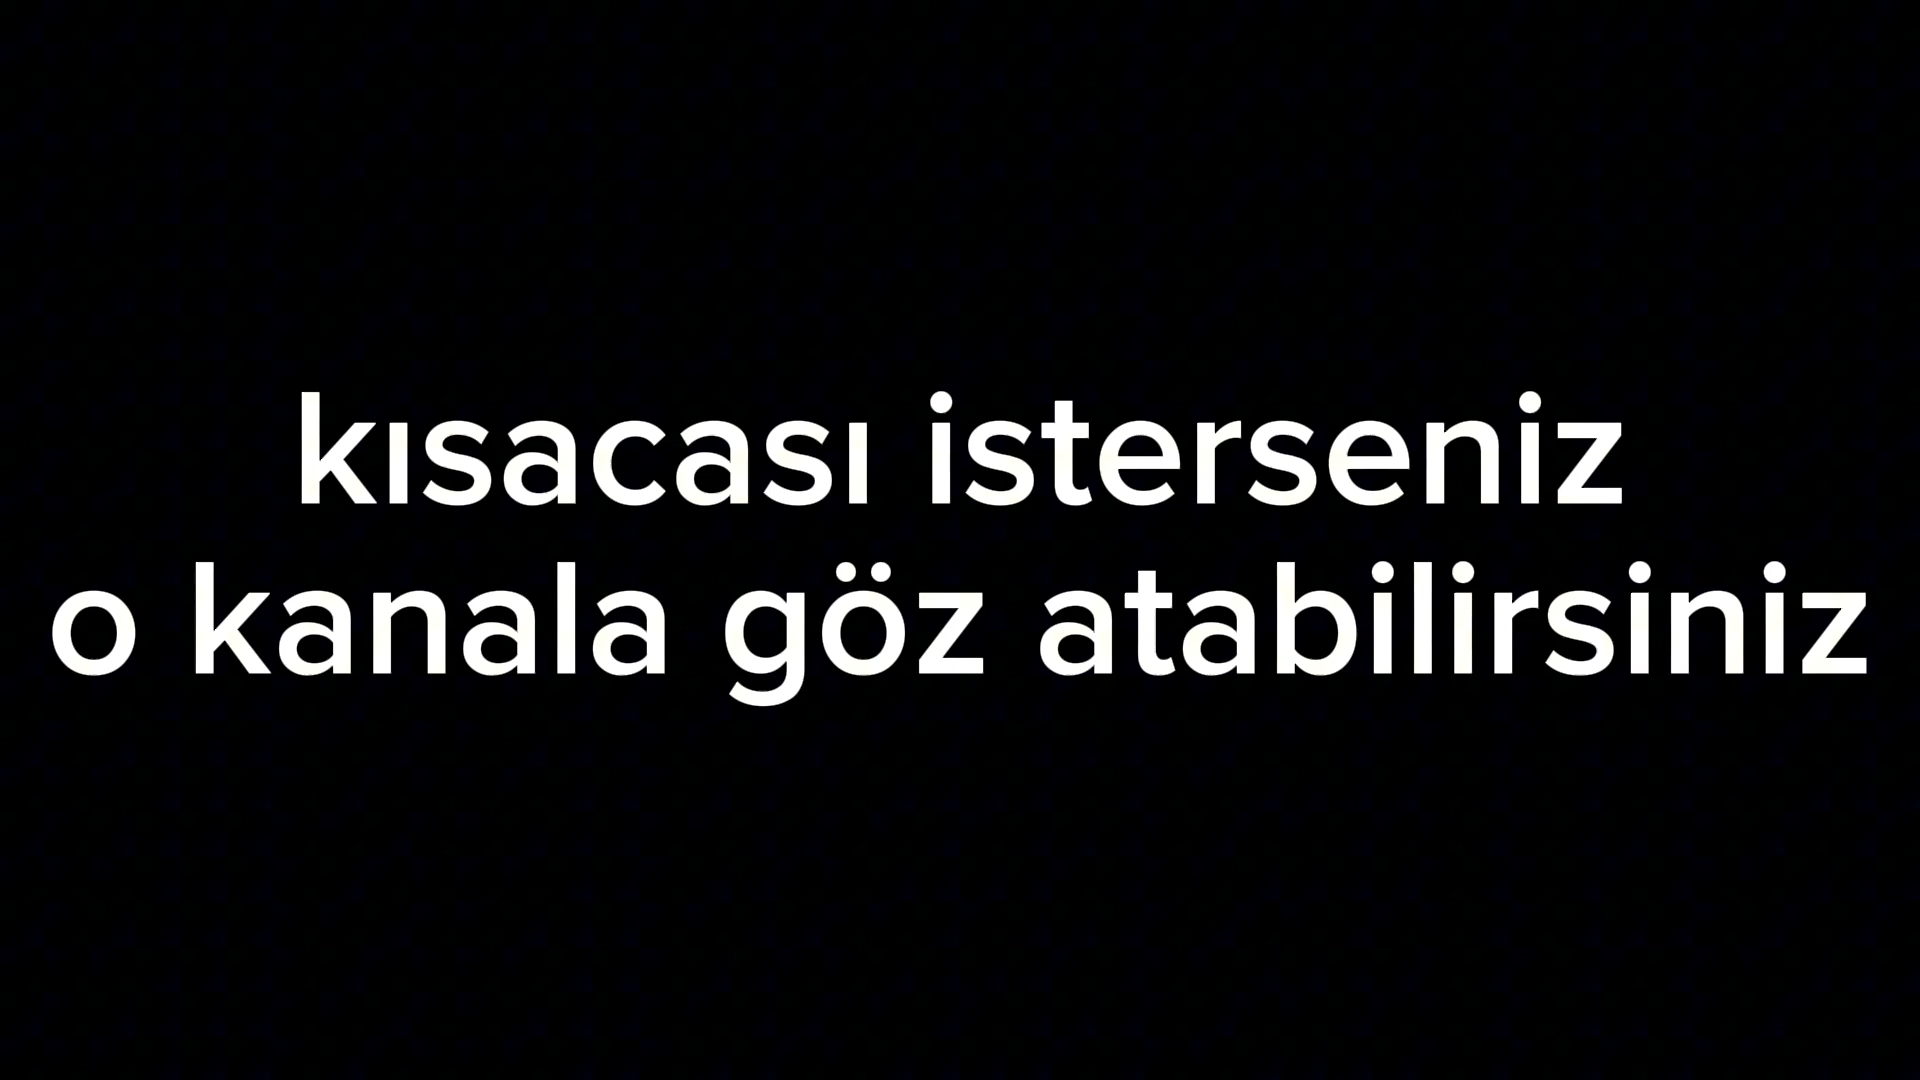 kısacası isterseniz
o kanala göz atabilirsiniz